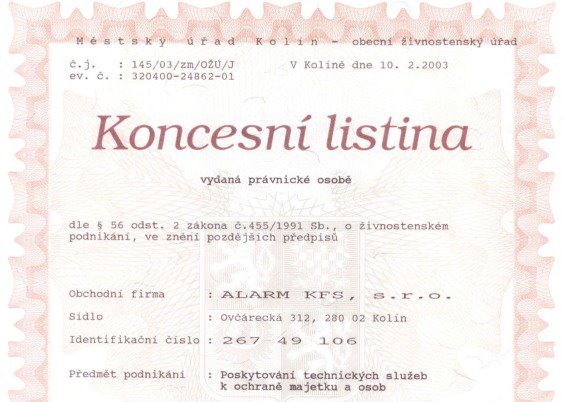 Městský úřad Kolín - obecní živnostenský úřad
č.j. : 145/03/zm/OŽÚ/J V Kolíně dne 10. 2.2003
ev. č. : 320400-24862-01
Koncesní listina
vydaná právnické osobě
dle § 56 odst. 2 zákona č.455/1991 Sb., o živnostenském
podnikání, ve znění pozdějších předpisů
Obchodní firma : ALARM KFS, s.r.o.
Sídlo : Ovčárecká 312, 280 02 Kolín
Identifikační číslo : 267 49 106
Předmět podnikání : Poskytování technických služeb
k ochraně majetku a osob